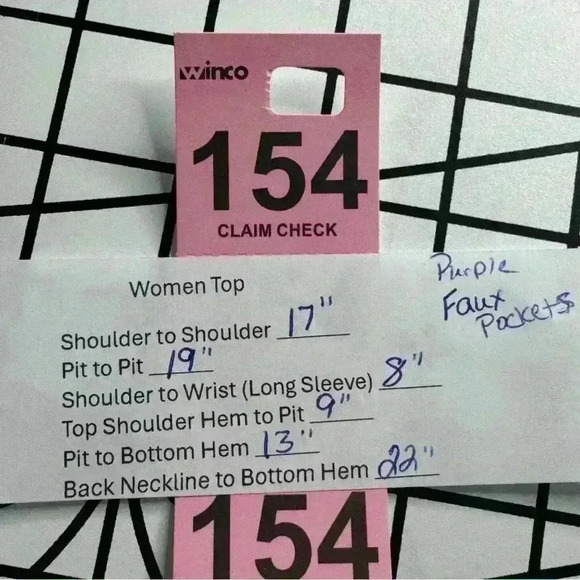 winco
154
CLAIM CHECK
Women Top
Purple
Faux
Pockets
Shoulder to Shoulder 17"
Pit to Pit 19"
Shoulder to Wrist (Long Sleeve) 8"
Top Shoulder Hem to Pit 9"
Pit to Bottom Hem 13"
Back Neckline to Bottom Hem 22"
154